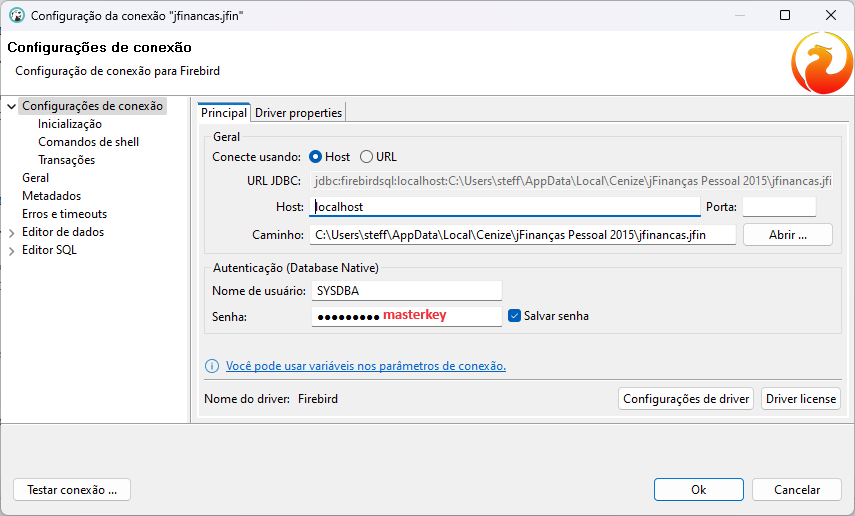 Configuração da conexão "jfinancas.jfin"
Configurações de conexão
Configuração de conexão para Firebird
Configurações de conexão
Inicialização
Comandos de shell
Transações
Geral
Metadados
Erros e timeouts
Editor de dados
Editor SQL
Principal
Driver properties
Geral
Conecte usando: Host URL
URL JDBC: jdbc:firebirdsql:localhost:C:\Users\steff\AppData\Local\Cenize\jFinanças Pessoal 2015\jfinancas.jfi
Host: localhost Porta:
Caminho: C:\Users\steff\AppData\Local\Cenize\jFinanças Pessoal 2015\jfinancas.jfin Abrir ...
Autenticação (Database Native)
Nome de usuário: SYSDBA
Senha: ●●●●●●●●● masterkey Salvar senha
Você pode usar variáveis nos parâmetros de conexão.
Nome do driver: Firebird Configurações de driver Driver license
Testar conexão ... Ok Cancelar